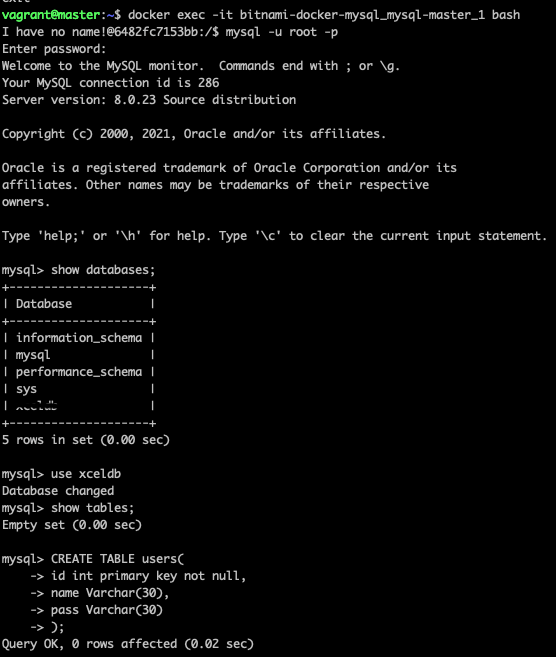 vagrant@master:~$ docker exec -it bitnami-docker-mysql_mysql-master_1 bash
I have no name!@6482fc7153bb:/$ mysql -u root -p
Enter password:
Welcome to the MySQL monitor.  Commands end with ; or \g.
Your MySQL connection id is 286
Server version: 8.0.23 Source distribution

Copyright (c) 2000, 2021, Oracle and/or its affiliates.

Oracle is a registered trademark of Oracle Corporation and/or its
affiliates. Other names may be trademarks of their respective
owners.

Type 'help;' or '\h' for help. Type '\c' to clear the current input statement.

mysql> show databases;
+--------------------+
| Database           |
+--------------------+
| information_schema |
| mysql              |
| performance_schema |
| sys                |
|                    |
+--------------------+
5 rows in set (0.00 sec)

mysql> use xceldb
Database changed
mysql> show tables;
Empty set (0.00 sec)

mysql> CREATE TABLE users(
    -> id int primary key not null,
    -> name Varchar(30),
    -> pass Varchar(30)
    -> );
Query OK, 0 rows affected (0.02 sec)